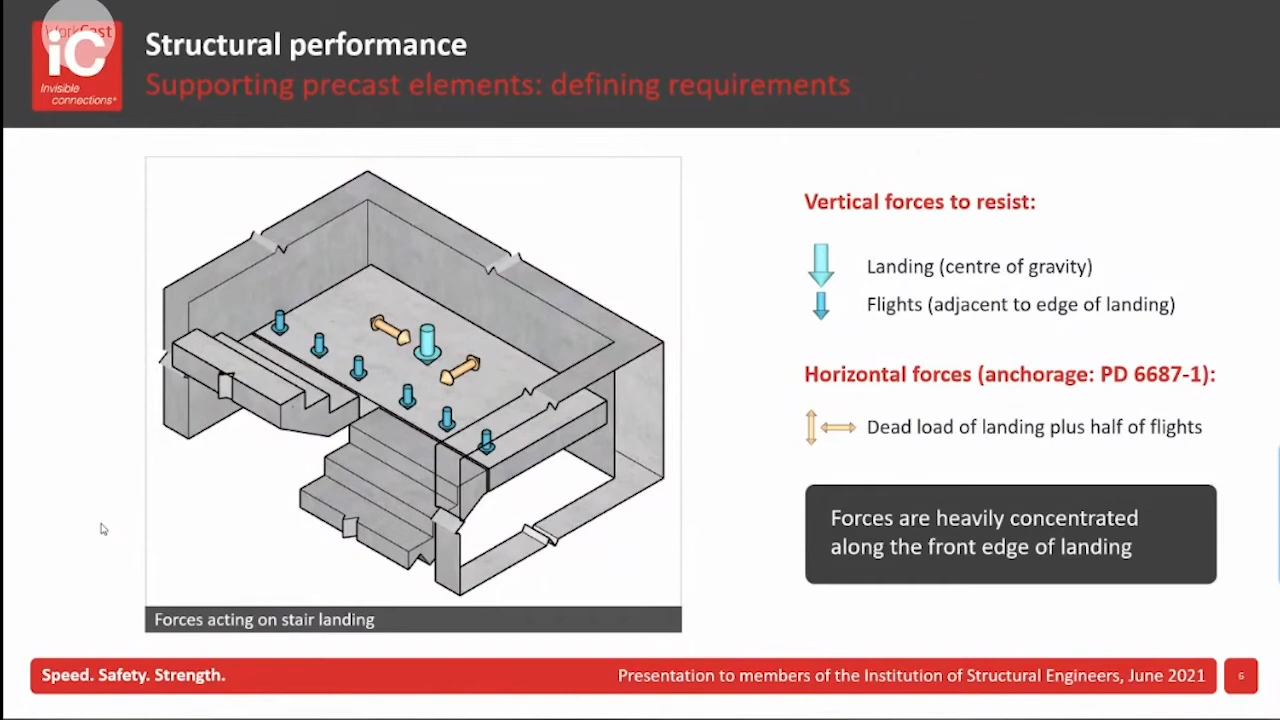 WorkCast
iC
Invisible
connections®
Structural performance
Supporting precast elements: defining requirements
Vertical forces to resist:
Landing (centre of gravity)
Flights (adjacent to edge of landing)
Horizontal forces (anchorage: PD 6687-1):
Dead load of landing plus half of flights
Forces are heavily concentrated
along the front edge of landing
Forces acting on stair landing
Speed. Safety. Strength.
Presentation to members of the Institution of Structural Engineers, June 2021
6